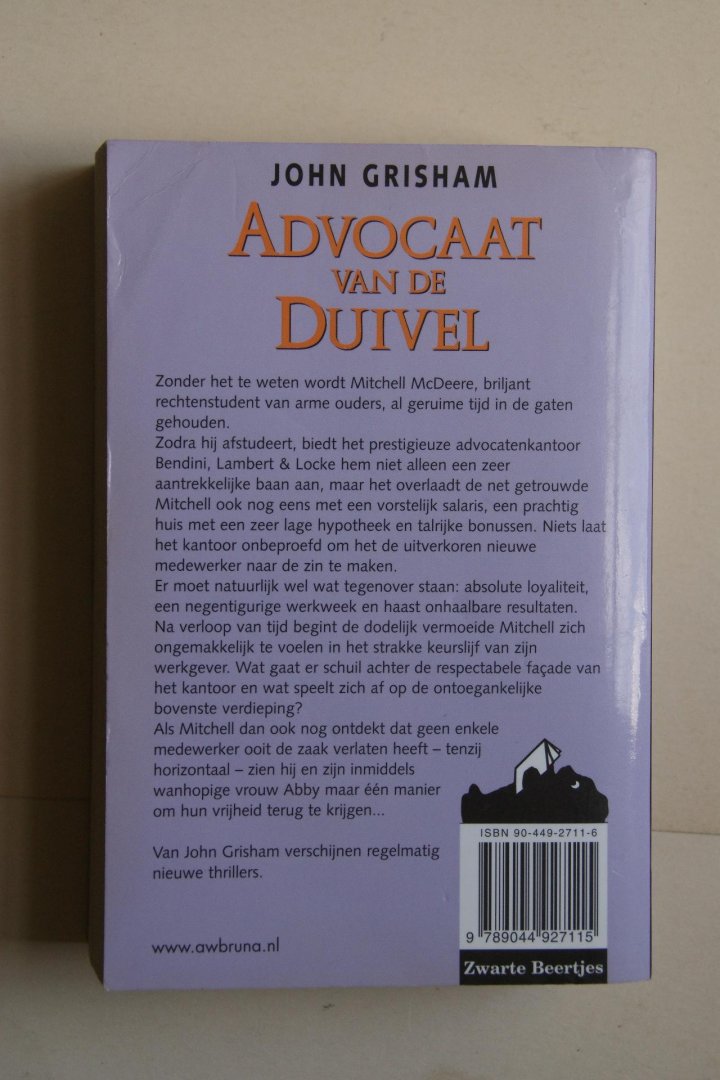 JOHN GRISHAM
ADVOCAAT
VAN DE
DUIVEL
Zonder het te weten wordt Mitchell McDeere, briljant
rechtenstudent van arme ouders, al geruime tijd in de gaten
gehouden.
Zodra hij afstudeert, biedt het prestigieuze advocatenkantoor
Bendini, Lambert & Locke hem niet alleen een zeer
aantrekkelijke baan aan, maar het overlaadt de net getrouwde
Mitchell ook nog eens met een vorstelijk salaris, een prachtig
huis met een zeer lage hypotheek en talrijke bonussen. Niets laat
het kantoor onbeproefd om het de uitverkoren nieuwe
medewerker naar de zin te maken.
Er moet natuurlijk wel wat tegenover staan: absolute loyaliteit,
een negentigurige werkweek en haast onhaalbare resultaten.
Na verloop van tijd begint de dodelijk vermoeide Mitchell zich
ongemakkelijk te voelen in het strakke keurslijf van zijn
werkgever. Wat gaat er schuil achter de respectabele façade van
het kantoor en wat speelt zich af op de ontoegankelijke
bovenste verdieping?
Als Mitchell dan ook nog ontdekt dat geen enkele
medewerker ooit de zaak verlaten heeft – tenzij
horizontaal – zien hij en zijn inmiddels
wanhopige vrouw Abby maar één manier
om hun vrijheid terug te krijgen...
Van John Grisham verschijnen regelmatig
nieuwe thrillers.
www.awbruna.nl
ISBN 90-449-2711-6
9 789044 927115
Zwarte Beertjes